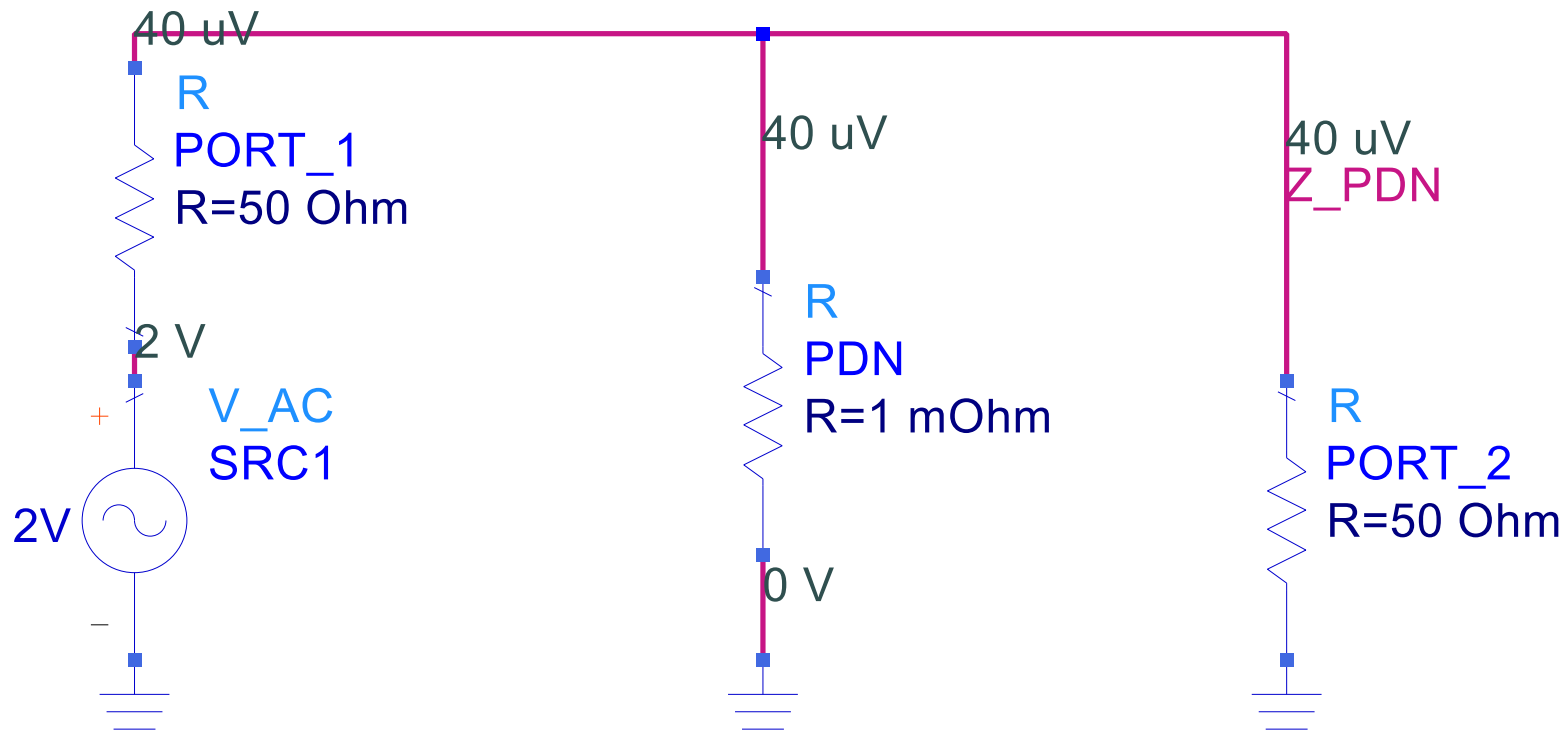 40 uV
R
PORT_1
R=50 Ohm
2 V
V_AC
SRC1
+
2V
–
40 uV
R
PDN
R=1 mOhm
0 V
40 uV
Z_PDN
R
PORT_2
R=50 Ohm